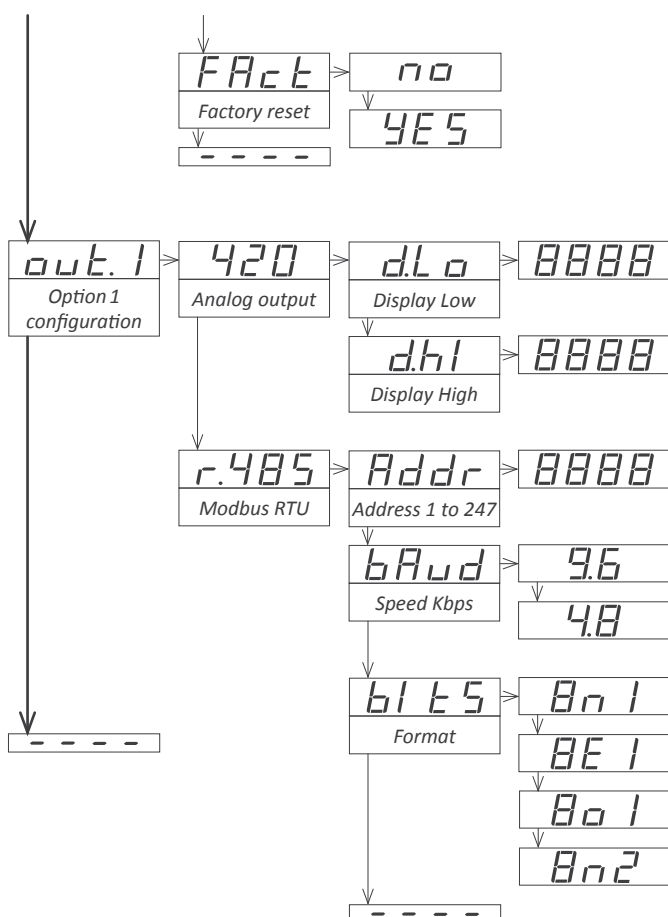 FAct
no
Factory reset
YES
- - - -
out.1
420
d.Lo
8888
Option 1
configuration
Analog output
Display Low
d.hI
8888
Display High
r.485
Addr
8888
Modbus RTU
Address 1 to 247
bAud
9.6
Speed Kbps
4.8
bItS
8n1
Format
8E1
- - - -
8o1
8n2
- - - -